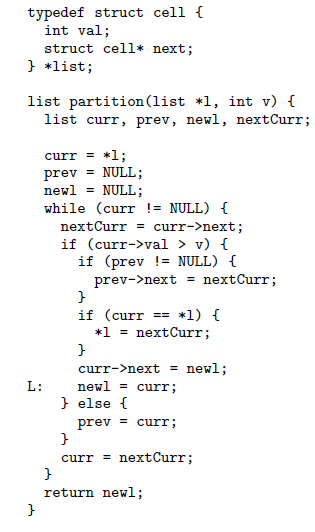 typedef struct cell {
  int val;
  struct cell* next;
} *list;

list partition(list *l, int v) {
  list curr, prev, newl, nextCurr;

  curr = *l;
  prev = NULL;
  newl = NULL;
  while (curr != NULL) {
    nextCurr = curr->next;
    if (curr->val > v) {
      if (prev != NULL) {
        prev->next = nextCurr;
      }
      if (curr == *l) {
        *l = nextCurr;
      }
      curr->next = newl;
L:    newl = curr;
    } else {
      prev = curr;
    }
    curr = nextCurr;
  }
  return newl;
}